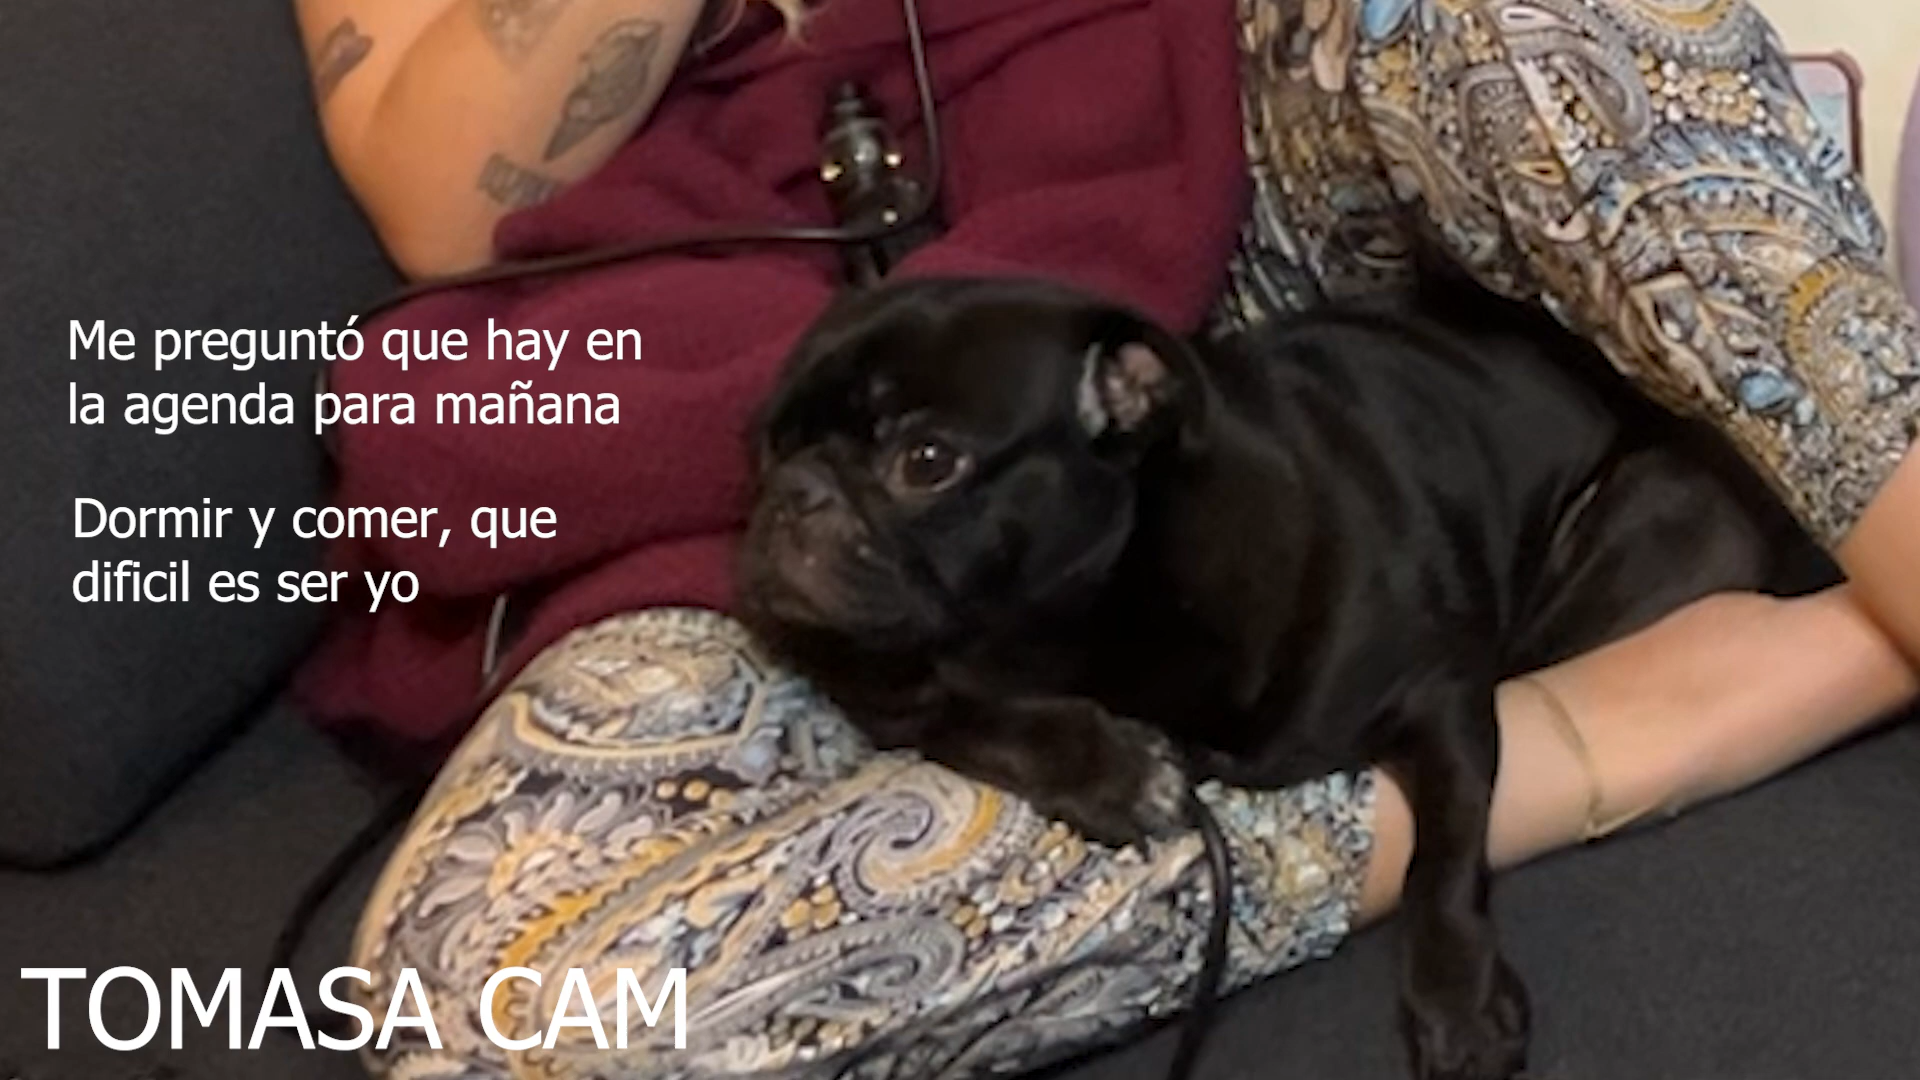 Me preguntó que hay en
la agenda para mañana
Dormir y comer, que
dificil es ser yo
TOMASA CAM